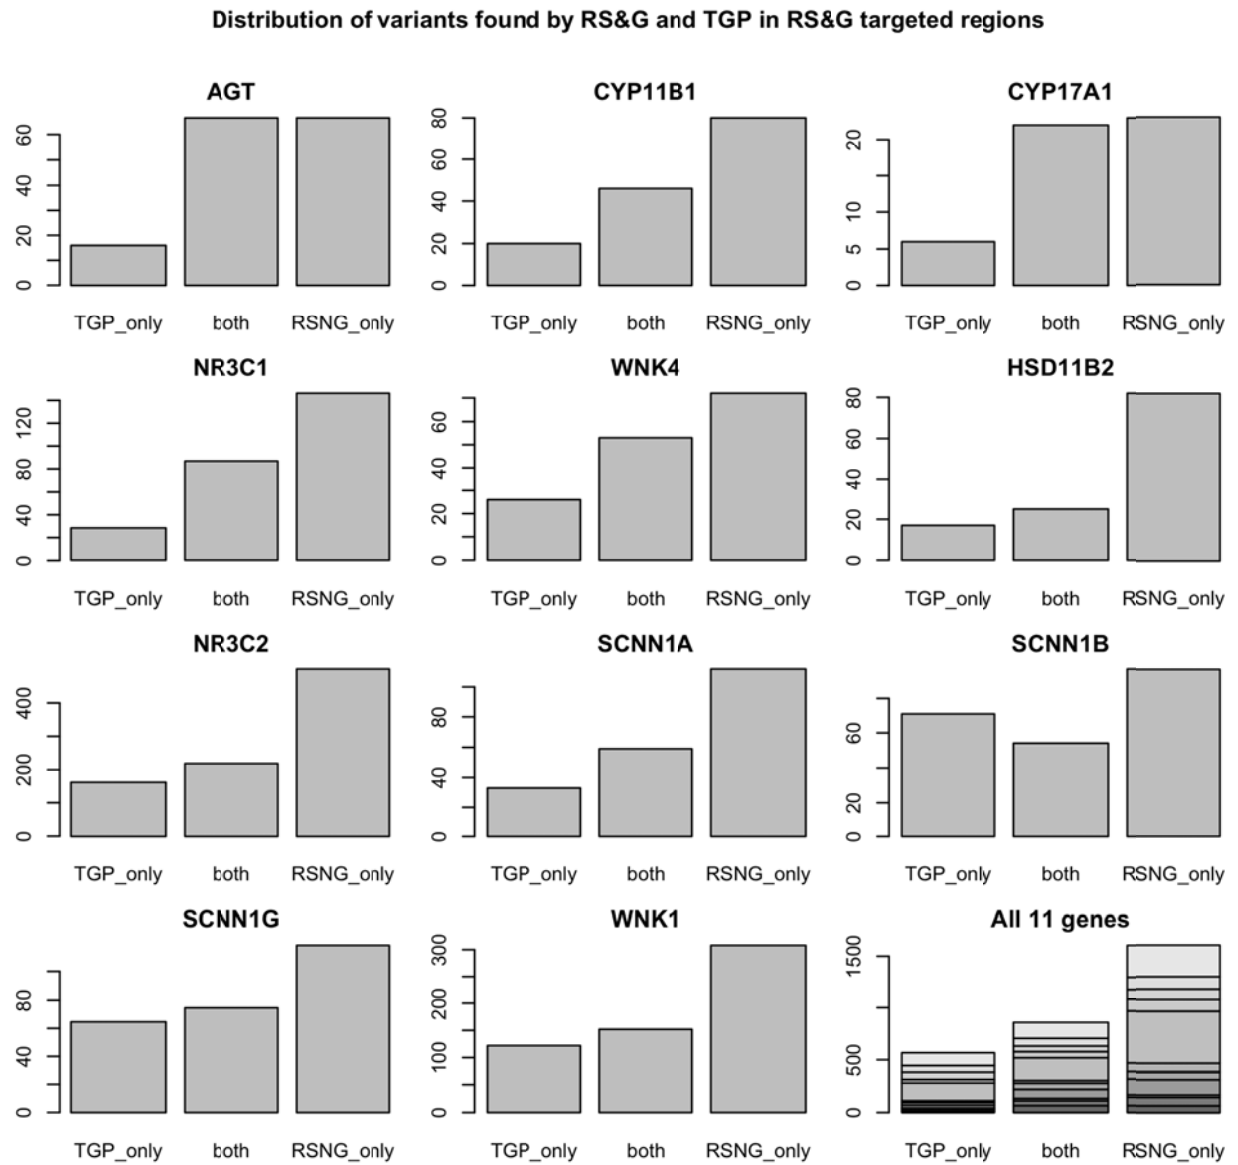 Distribution of variants found by RS&G and TGP in RS&G targeted regions
AGT
60
40
20
0
TGP_only both RSNG_only
CYP11B1
80
60
40
20
0
TGP_only both RSNG_only
CYP17A1
20
10
5
0
TGP_only both RSNG_only
NR3C1
120
80
40
0
TGP_only both RSNG_only
WNK4
60
40
20
0
TGP_only both RSNG_only
HSD11B2
80
60
40
20
0
TGP_only both RSNG_only
NR3C2
400
200
0
TGP_only both RSNG_only
SCNN1A
80
40
0
TGP_only both RSNG_only
SCNN1B
60
20
0
TGP_only both RSNG_only
SCNN1G
80
40
0
TGP_only both RSNG_only
WNK1
300
200
100
0
TGP_only both RSNG_only
All 11 genes
1500
500
0
TGP_only both RSNG_only